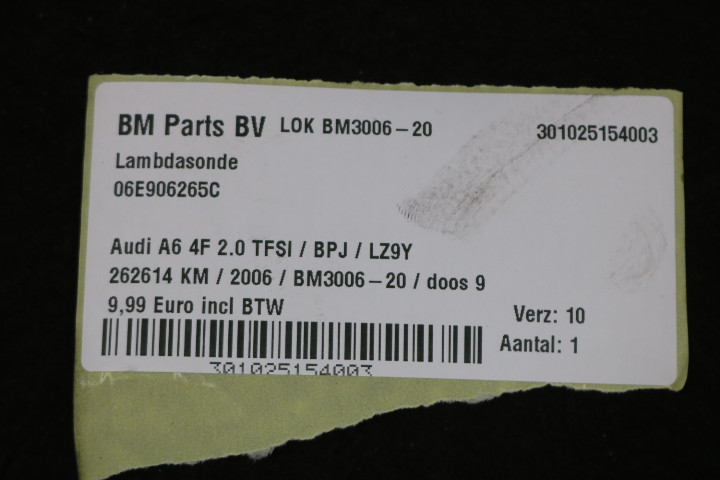 BM Parts BV LOK BM3006-20 301025154003
Lambdasonde
06E906265C
Audi A6 4F 2.0 TFSI / BPJ / LZ9Y
262614 KM / 2006 / BM3006-20 / doos 9
9,99 Euro incl BTW
Verz: 10
Aantal: 1
301025154003